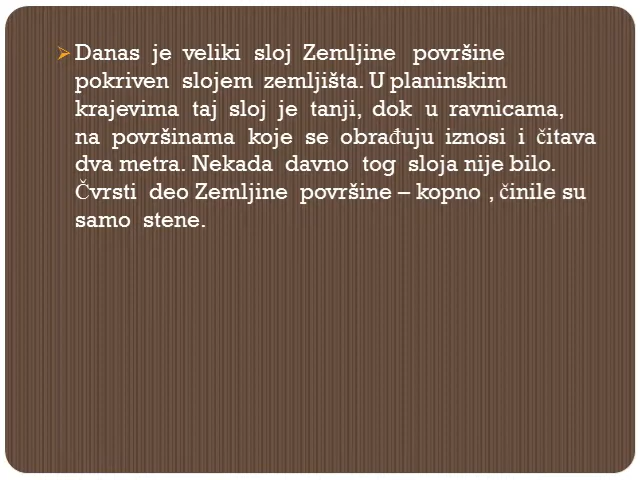 Danas je veliki sloj Zemljine površine
pokriven slojem zemljišta. U planinskim
krajevima taj sloj je tanji, dok u ravnicama,
na površinama koje se obrađuju iznosi i čitava
dva metra. Nekada davno tog sloja nije bilo.
Čvrsti deo Zemljine površine – kopno , činile su
samo stene.